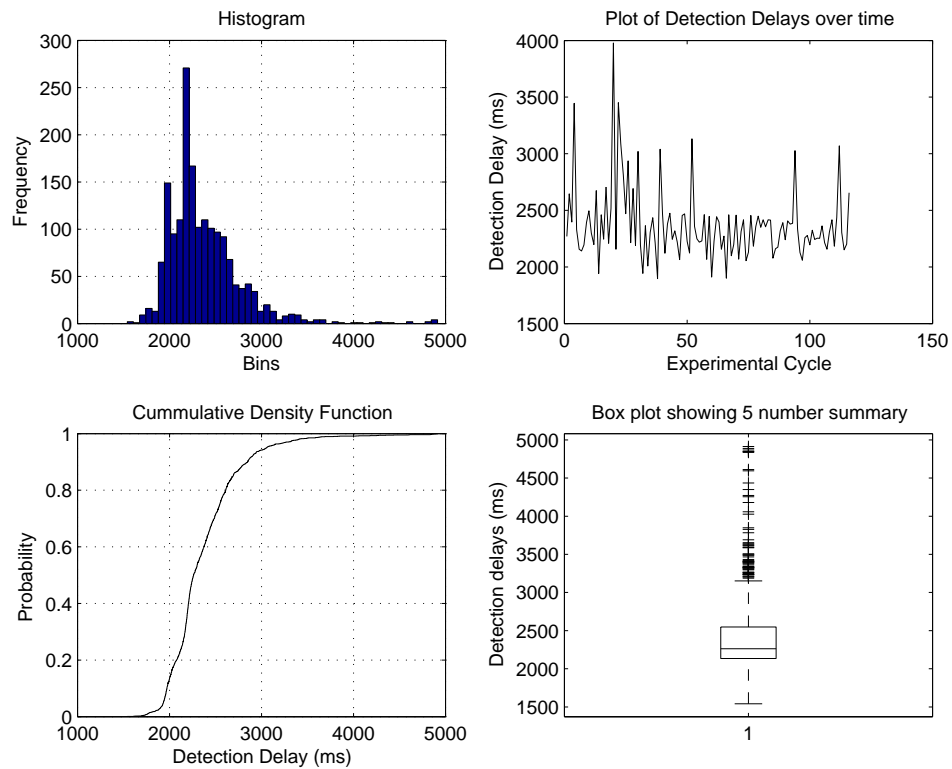 Histogram
300
250
200
150
100
50
0
1000 2000 3000 4000 5000
Frequency
Bins
Plot of Detection Delays over time
4000
3500
3000
2500
2000
1500
0 50 100 150
Detection Delay (ms)
Experimental Cycle
Cummulative Density Function
1
0.8
0.6
0.4
0.2
0
1000 2000 3000 4000 5000
Probability
Detection Delay (ms)
Box plot showing 5 number summary
5000
4500
4000
3500
3000
2500
2000
1500
1
Detection delays (ms)